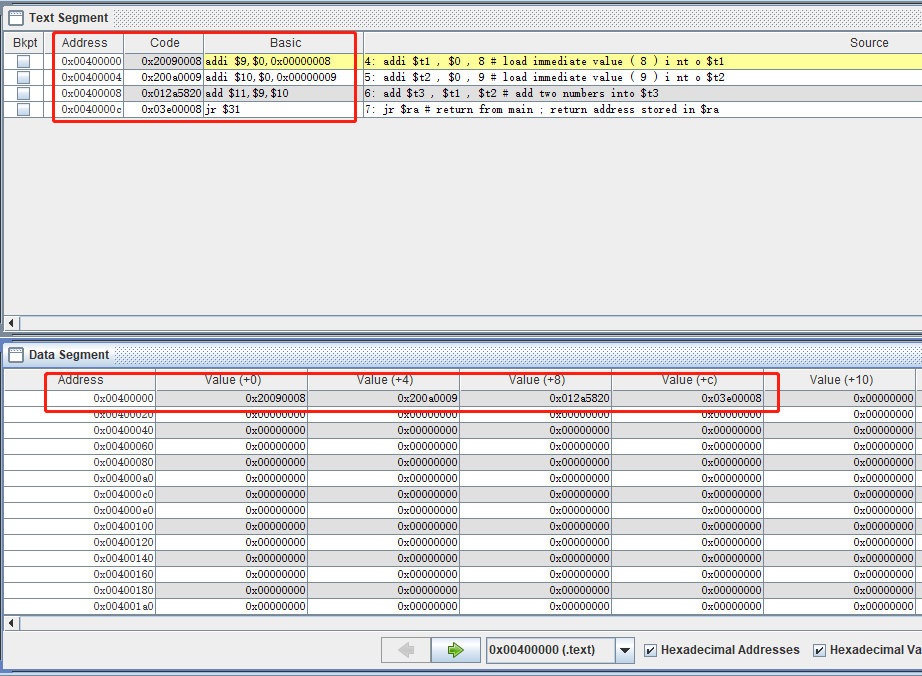 Text Segment
Bkpt Address Code Basic Source
0x00400000 0x20090008 addi $9,$0,0x00000008 4: addi $t1 , $0 , 8 # load immediate value ( 8 ) i nt o $t1
0x00400004 0x200a0009 addi $10,$0,0x00000009 5: addi $t2 , $0 , 9 # load immediate value ( 9 ) i nt o $t2
0x00400008 0x012a5820 add $11,$9,$10 6: add $t3 , $t1 , $t2 # add two numbers into $t3
0x0040000c 0x03e00008 jr $31 7: jr $ra # return from main ; return address stored in $ra
Data Segment
Address Value (+0) Value (+4) Value (+8) Value (+c) Value (+10)
0x00400000 0x20090008 0x200a0009 0x012a5820 0x03e00008 0x00000000
0x00400020 0x00000000 0x00000000 0x00000000 0x00000000 0x00000000
0x00400040 0x00000000 0x00000000 0x00000000 0x00000000 0x00000000
0x00400060 0x00000000 0x00000000 0x00000000 0x00000000 0x00000000
0x00400080 0x00000000 0x00000000 0x00000000 0x00000000 0x00000000
0x004000a0 0x00000000 0x00000000 0x00000000 0x00000000 0x00000000
0x004000c0 0x00000000 0x00000000 0x00000000 0x00000000 0x00000000
0x004000e0 0x00000000 0x00000000 0x00000000 0x00000000 0x00000000
0x00400100 0x00000000 0x00000000 0x00000000 0x00000000 0x00000000
0x00400120 0x00000000 0x00000000 0x00000000 0x00000000 0x00000000
0x00400140 0x00000000 0x00000000 0x00000000 0x00000000 0x00000000
0x00400160 0x00000000 0x00000000 0x00000000 0x00000000 0x00000000
0x00400180 0x00000000 0x00000000 0x00000000 0x00000000 0x00000000
0x004001a0 0x00000000 0x00000000 0x00000000 0x00000000 0x00000000
0x00400000 (.text) Hexadecimal Addresses Hexadecimal Va